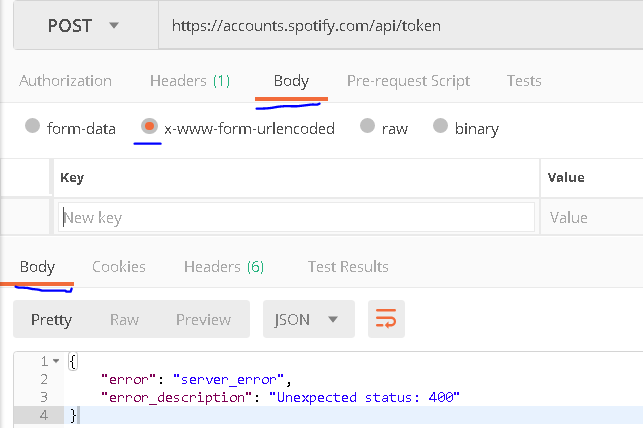 POST https://accounts.spotify.com/api/token
Authorization Headers (1) Body Pre-request Script Tests
form-data x-www-form-urlencoded raw binary
Key Value
New key Value
Body Cookies Headers (6) Test Results
Pretty Raw Preview JSON
1 {
2 "error": "server_error",
3 "error_description": "Unexpected status: 400"
4 }